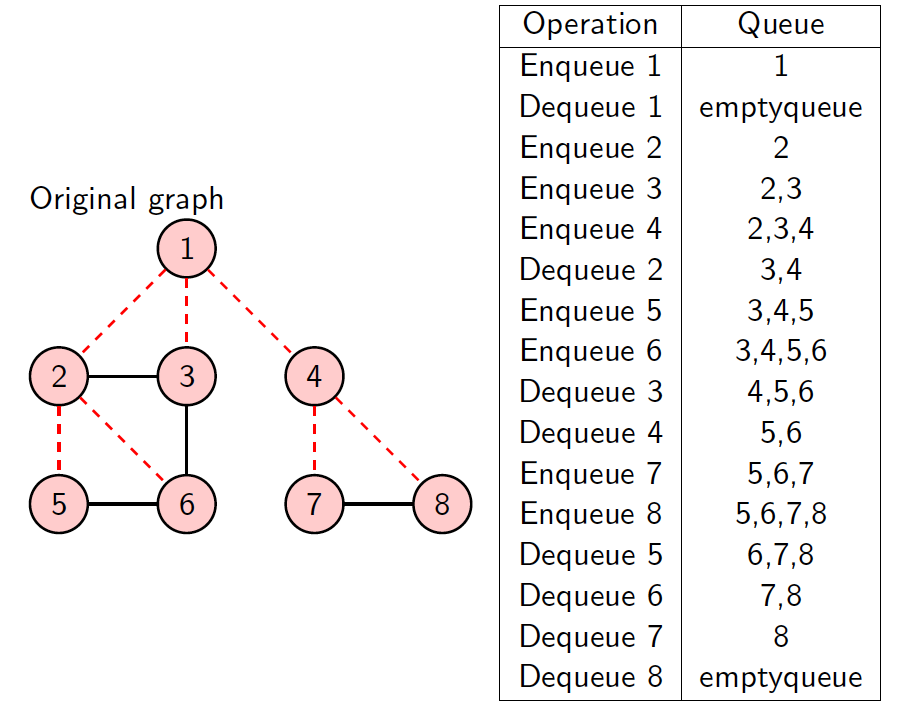 Original graph
1
2 3 4
5 6 7 8
Operation Queue
Enqueue 1 1
Dequeue 1 emptyqueue
Enqueue 2 2
Enqueue 3 2,3
Enqueue 4 2,3,4
Dequeue 2 3,4
Enqueue 5 3,4,5
Enqueue 6 3,4,5,6
Dequeue 3 4,5,6
Dequeue 4 5,6
Enqueue 7 5,6,7
Enqueue 8 5,6,7,8
Dequeue 5 6,7,8
Dequeue 6 7,8
Dequeue 7 8
Dequeue 8 emptyqueue